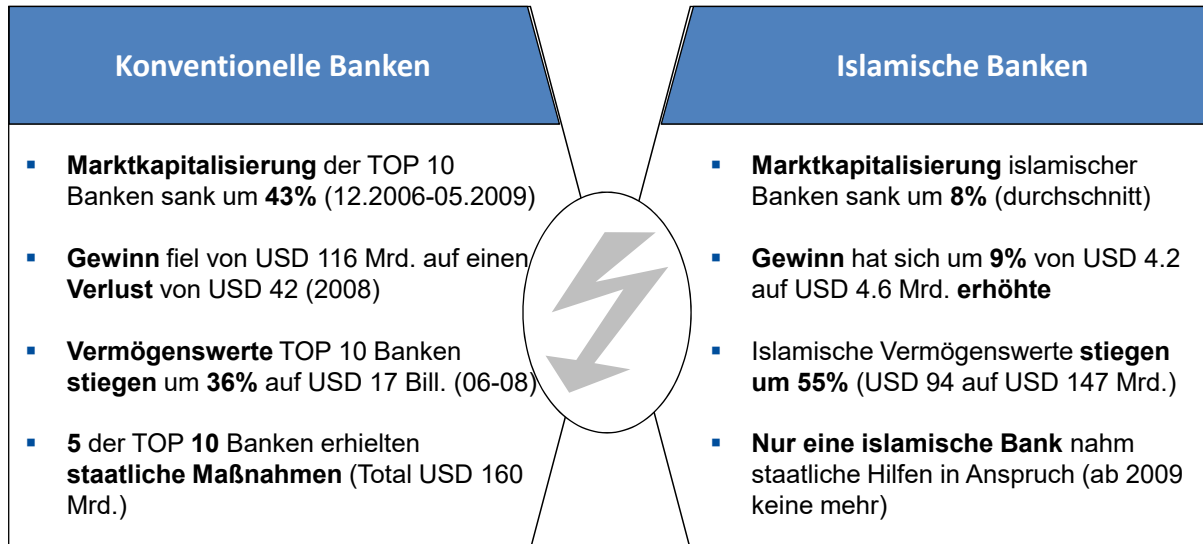 Konventionelle Banken
▪ Marktkapitalisierung der TOP 10
Banken sank um 43% (12.2006-05.2009)
▪ Gewinn fiel von USD 116 Mrd. auf einen
Verlust von USD 42 (2008)
▪ Vermögenswerte TOP 10 Banken
stiegen um 36% auf USD 17 Bill. (06-08)
▪ 5 der TOP 10 Banken erhielten
staatliche Maßnahmen (Total USD 160
Mrd.)
Islamische Banken
▪ Marktkapitalisierung islamischer
Banken sank um 8% (durchschnitt)
▪ Gewinn hat sich um 9% von USD 4.2
auf USD 4.6 Mrd. erhöhte
▪ Islamische Vermögenswerte stiegen
um 55% (USD 94 auf USD 147 Mrd.)
▪ Nur eine islamische Bank nahm
staatliche Hilfen in Anspruch (ab 2009
keine mehr)